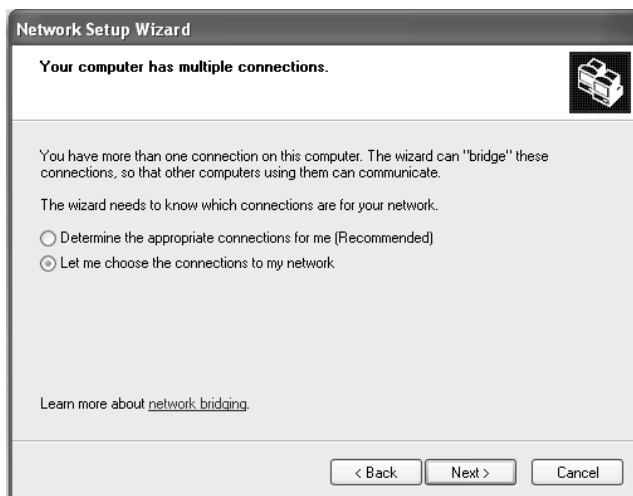 Network Setup Wizard
Your computer has multiple connections.
You have more than one connection on this computer. The wizard can "bridge" these
connections, so that other computers using them can communicate.
The wizard needs to know which connections are for your network.
Determine the appropriate connections for me (Recommended)
Let me choose the connections to my network
Learn more about network bridging.
< Back Next > Cancel